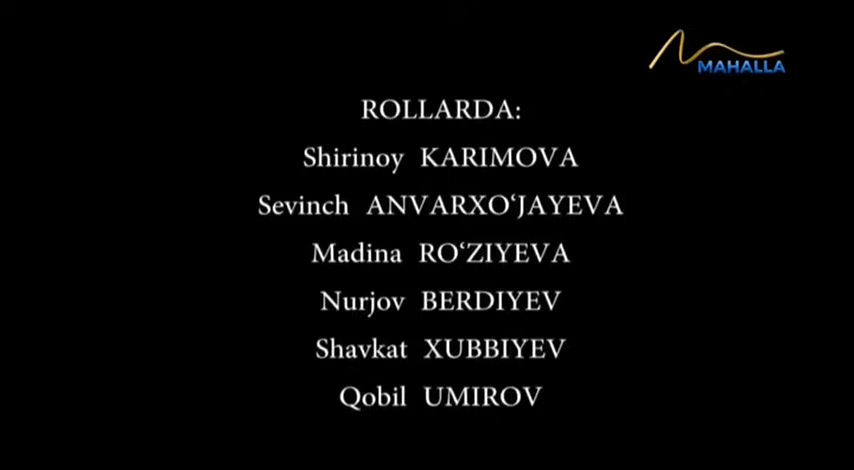 MAHALLA
ROLLARDA:
Shirinoy KARIMOVA
Sevinch ANVARXO‘JAYEVA
Madina RO‘ZIYEVA
Nurjov BERDIYEV
Shavkat XUBBIYEV
Qobil UMIROV